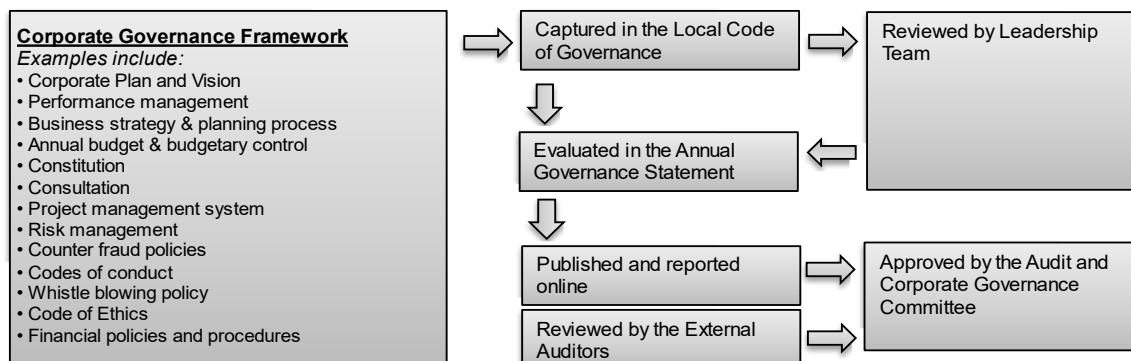 Corporate Governance Framework
Examples include:
• Corporate Plan and Vision
• Performance management
• Business strategy & planning process
• Annual budget & budgetary control
• Constitution
• Consultation
• Project management system
• Risk management
• Counter fraud policies
• Codes of conduct
• Whistle blowing policy
• Code of Ethics
• Financial policies and procedures
Captured in the Local Code
of Governance
Reviewed by Leadership
Team
Evaluated in the Annual
Governance Statement
Published and reported
online
Approved by the Audit and
Corporate Governance
Committee
Reviewed by the External
Auditors